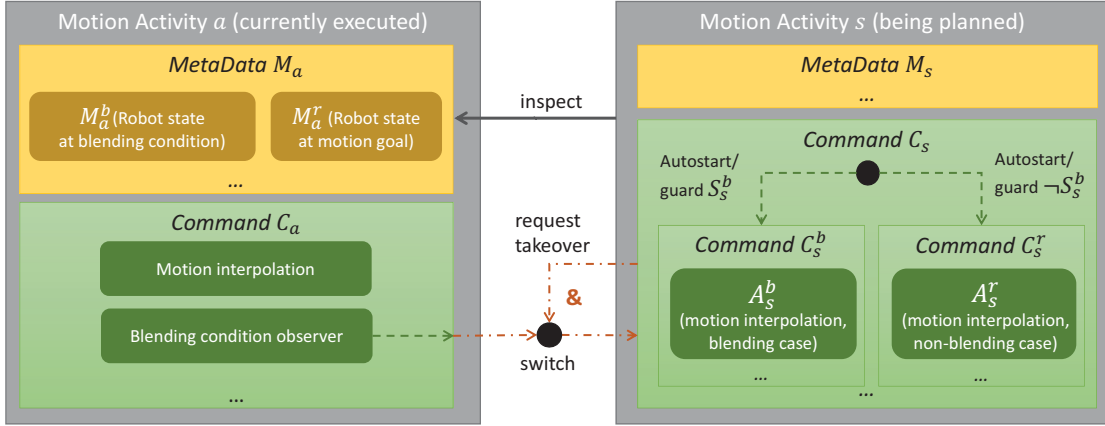 Motion Activity a (currently executed)
MetaData M_a
M_a^b (Robot state
at blending condition)
M_a^r (Robot state
at motion goal)
...
Command C_a
Motion interpolation
Blending condition observer
...
inspect
request
takeover
&
switch
Motion Activity s (being planned)
MetaData M_s
...
Command C_s
Autostart/
guard S_s^b
Autostart/
guard ¬S_s^b
Command C_s^b
A_s^b
(motion interpolation,
blending case)
...
Command C_s^r
A_s^r
(motion interpolation,
non-blending case)
...
...